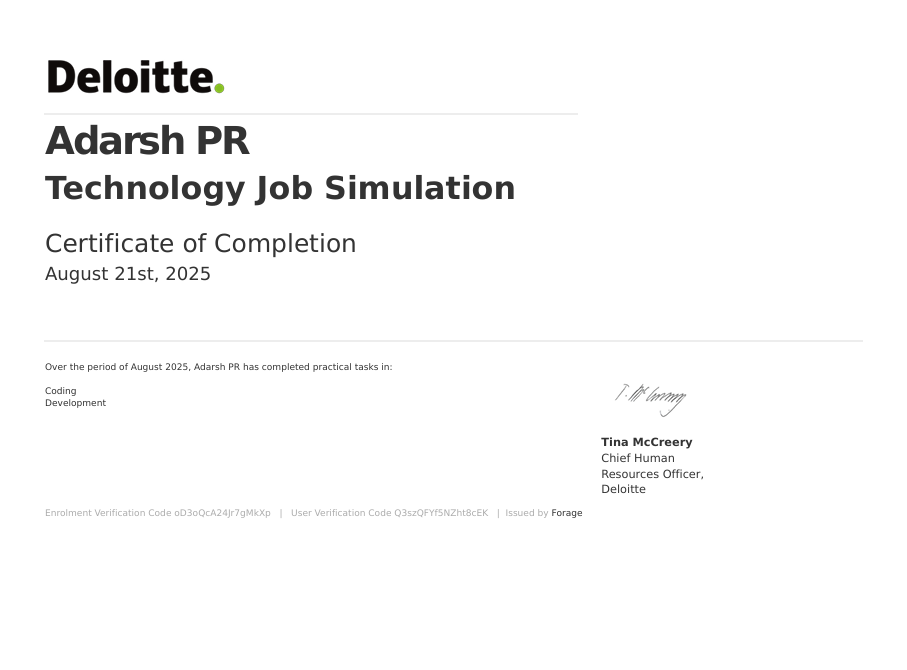 Deloitte.
Adarsh PR
Technology Job Simulation
Certificate of Completion
August 21st, 2025
Over the period of August 2025, Adarsh PR has completed practical tasks in:
Coding
Development
T. McCreery
Tina McCreery
Chief Human
Resources Officer,
Deloitte
Enrolment Verification Code oD3oQcA24Jr7gMkXp | User Verification Code Q3szQFYf5NZht8cEK | Issued by Forage